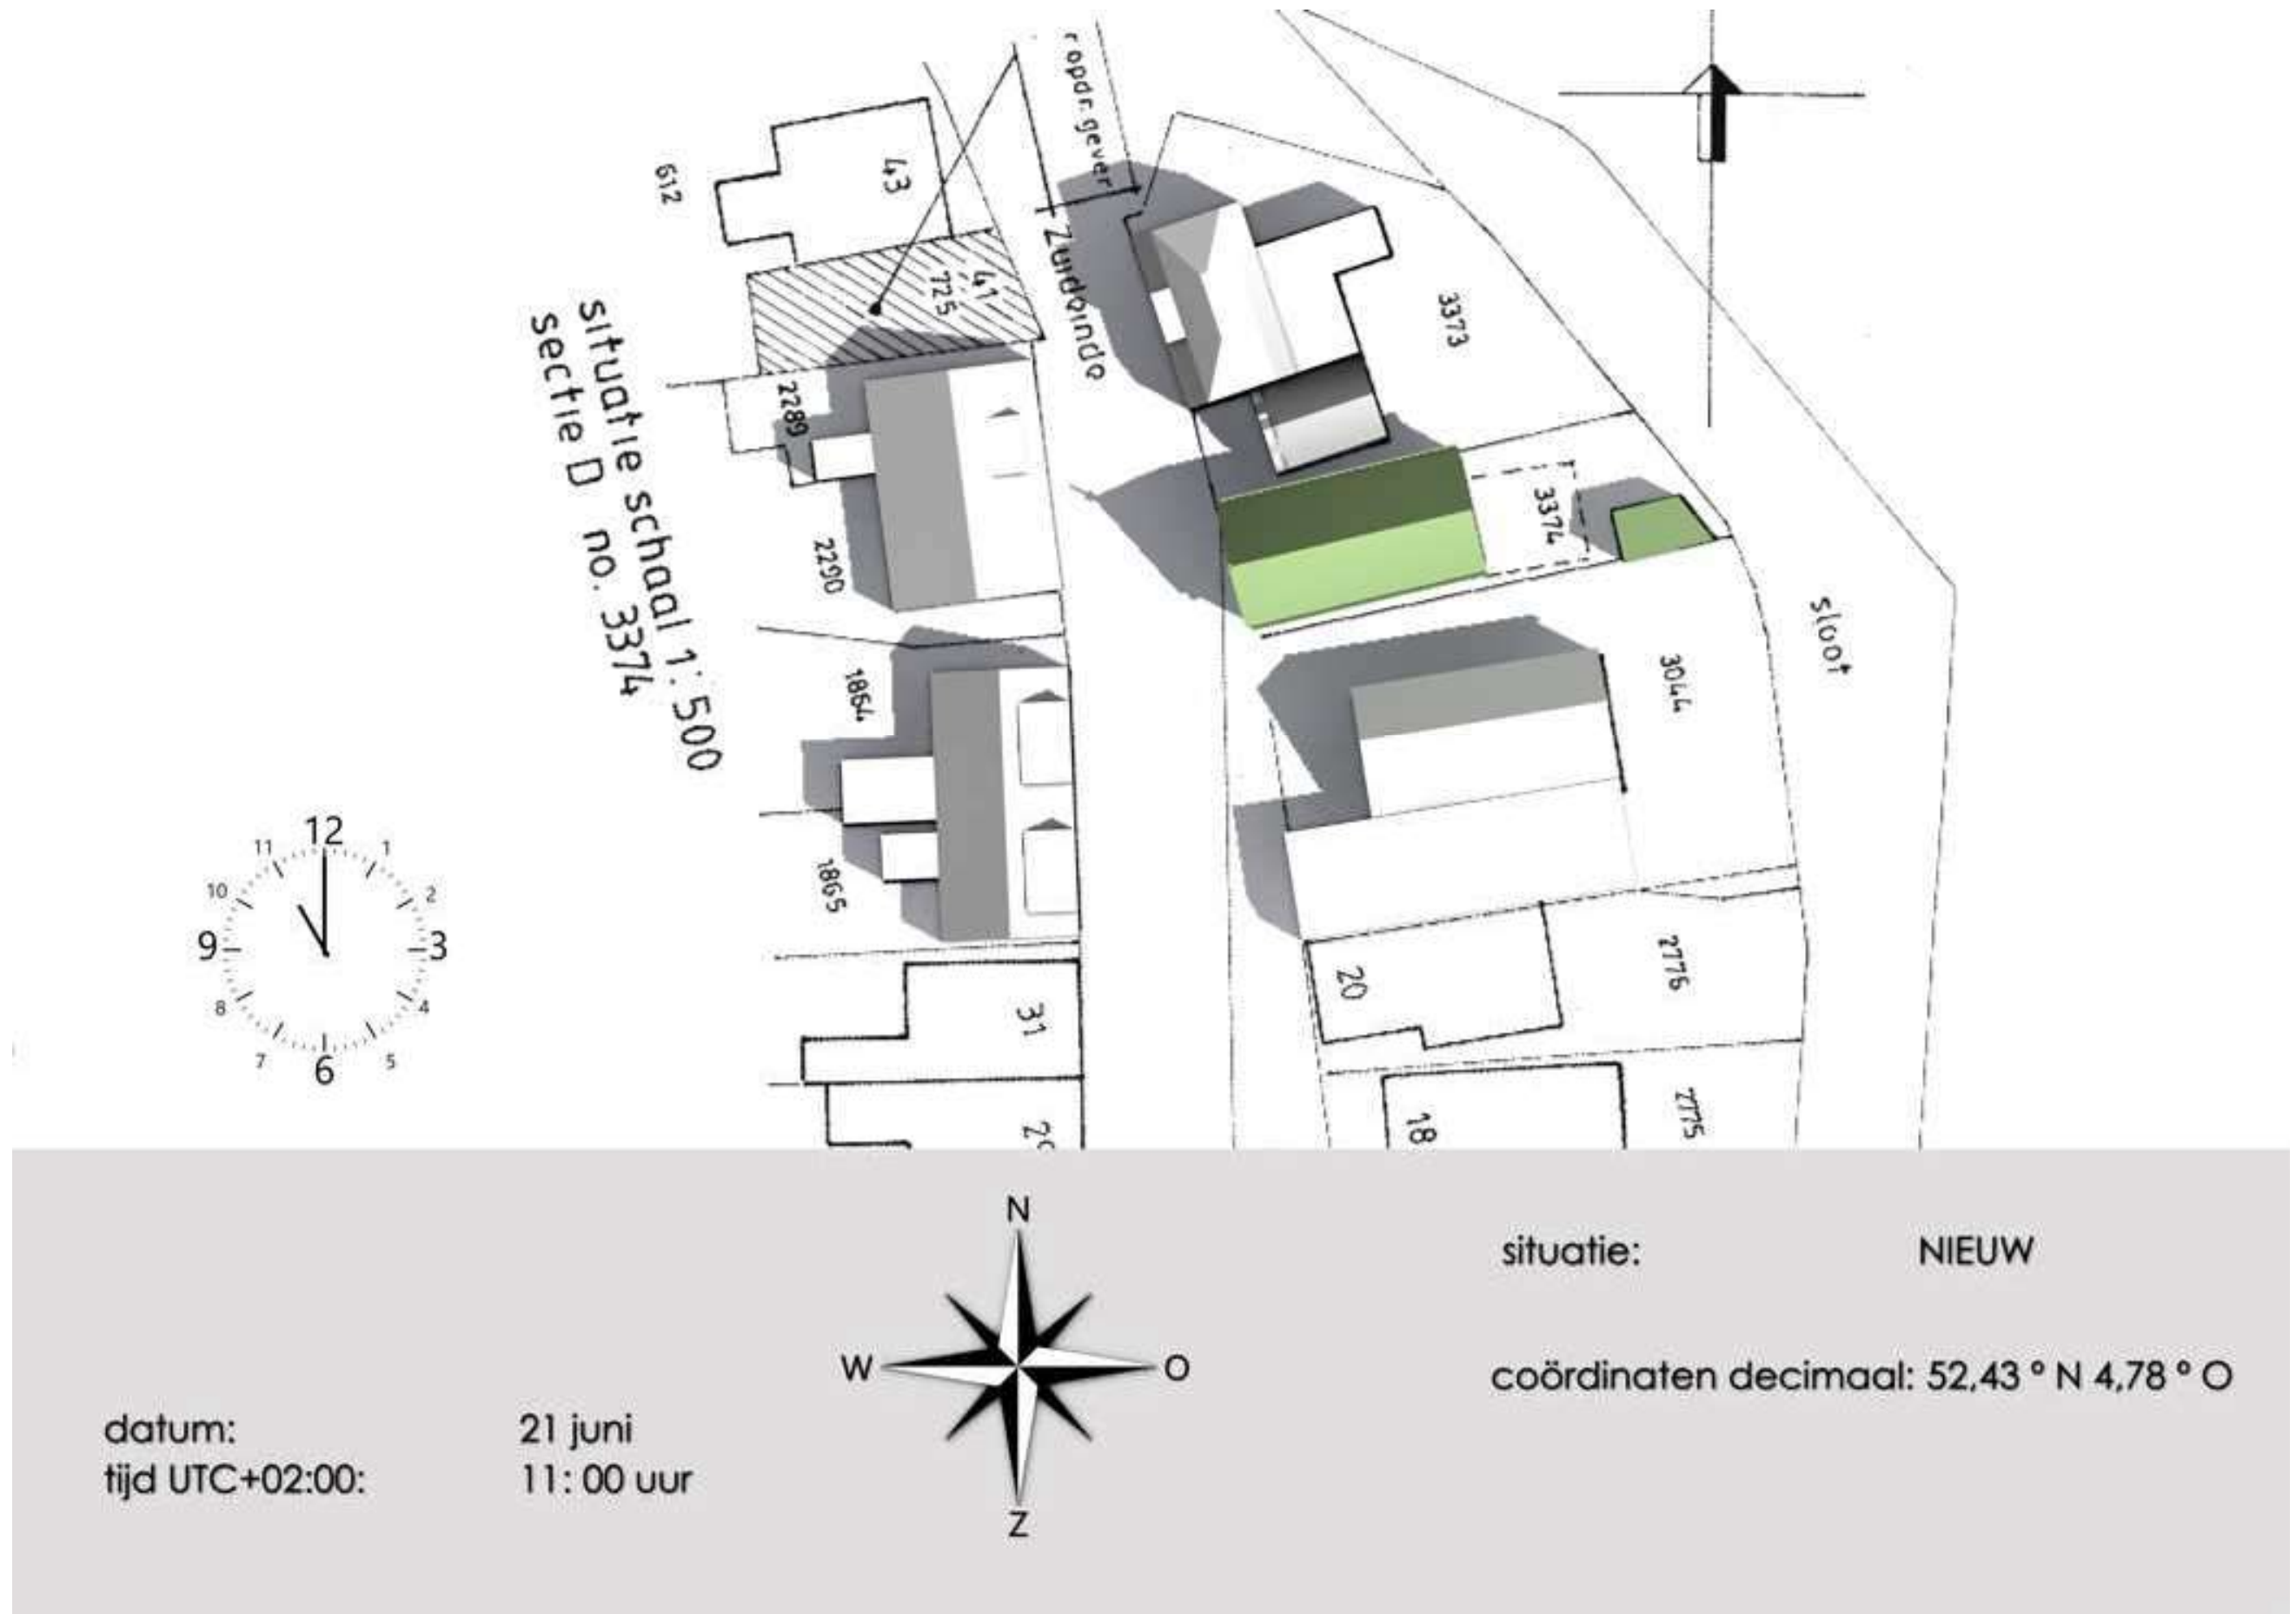 r opdr. gever
43
612
Zuideinde
41
725
3373
2289
situatie schaal 1: 500
sectie D no. 3374
3374
2290
sloot
1864
3044
12
11
1
10
2
9
3
8
4
7
5
6
1865
20
2776
31
18
2775
N
W
O
Z
situatie: NIEUW
coördinaten decimaal: 52,43 º N 4,78 º O
datum: 21 juni
tijd UTC+02:00: 11: 00 uur